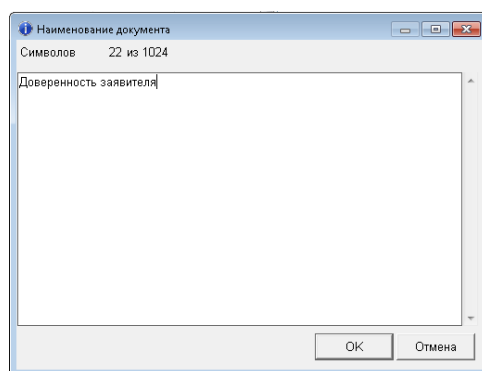 Наименование документа
Символов 22 из 1024
Доверенность заявителя
OK Отмена